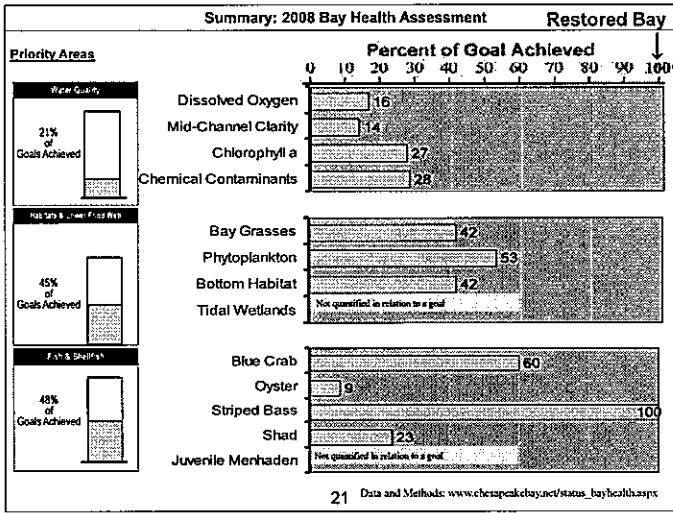 Summary: 2008 Bay Health Assessment
Restored Bay
Priority Areas
Percent of Goal Achieved
0 10 20 30 40 50 60 70 80 90 100
Water Quality
21%
of
Goals Achieved
Dissolved Oxygen 16
Mid-Channel Clarity 14
Chlorophyll a 27
Chemical Contaminants 28
Habitats & Lower Food Web
45%
of
Goals Achieved
Bay Grasses 42
Phytoplankton 53
Bottom Habitat 42
Tidal Wetlands Not quantified in relation to a goal
Fish & Shellfish
48%
of
Goals Achieved
Blue Crab 60
Oyster 9
Striped Bass 100
Shad 23
Juvenile Menhaden Not quantified in relation to a goal
21 Data and Methods: www.chesapeakebay.net/status_bayhealth.aspx